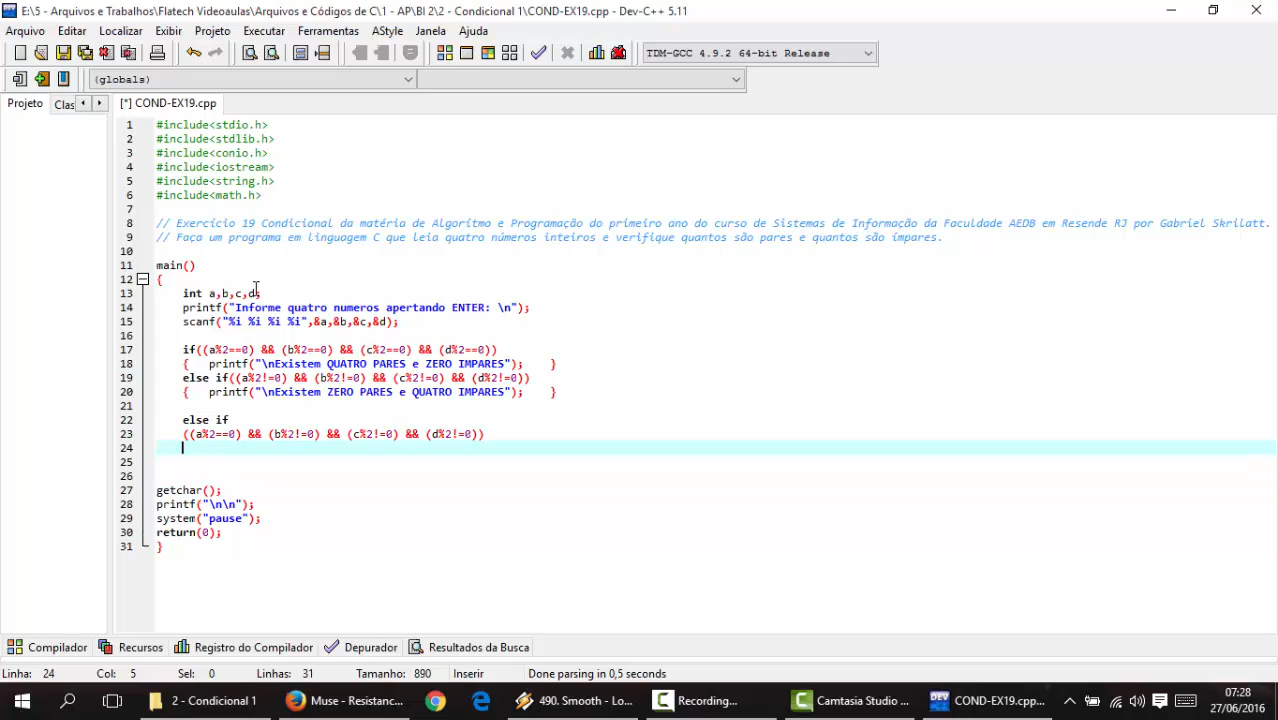 E:\5 - Arquivos e Trabalhos\Flatech Videoaulas\Arquivos e Códigos de C\1 - AP\BI 2\2 - Condicional 1\COND-EX19.cpp - Dev-C++ 5.11
Arquivo Editar Localizar Exibir Projeto Executar Ferramentas AStyle Janela Ajuda
TDM-GCC 4.9.2 64-bit Release
(globals)
Projeto Clas [*] COND-EX19.cpp
1 #include<stdio.h>
2 #include<stdlib.h>
3 #include<conio.h>
4 #include<iostream>
5 #include<string.h>
6 #include<math.h>
7
8 // Exercício 19 Condicional da matéria de Algorítmo e Programação do primeiro ano do curso de Sistemas de Informação da Faculdade AEDB em Resende RJ por Gabriel Skrilatt.
9 // Faça um programa em linguagem C que leia quatro números inteiros e verifique quantos são pares e quantos são ímpares.
10
11 main()
12 {
13 int a,b,c,d;
14 printf("Informe quatro numeros apertando ENTER: \n");
15 scanf("%i %i %i %i",&a,&b,&c,&d);
16
17 if((a%2==0) && (b%2==0) && (c%2==0) && (d%2==0))
18 { printf("\nExistem QUATRO PARES e ZERO IMPARES"); }
19 else if((a%2!=0) && (b%2!=0) && (c%2!=0) && (d%2!=0))
20 { printf("\nExistem ZERO PARES e QUATRO IMPARES"); }
21
22 else if
23 ((a%2==0) && (b%2!=0) && (c%2!=0) && (d%2!=0))
24
25
26
27 getchar();
28 printf("\n\n");
29 system("pause");
30 return(0);
31 }
Compilador Recursos Registro do Compilador Depurador Resultados da Busca
Linha: 24 Col: 5 Sel: 0 Linhas: 31 Tamanho: 890 Inserir Done parsing in 0,5 seconds
2 - Condicional 1 Muse - Resistanc... 490. Smooth - Lo... Recording... Camtasia Studio ... COND-EX19.cpp... 07:28
27/06/2016